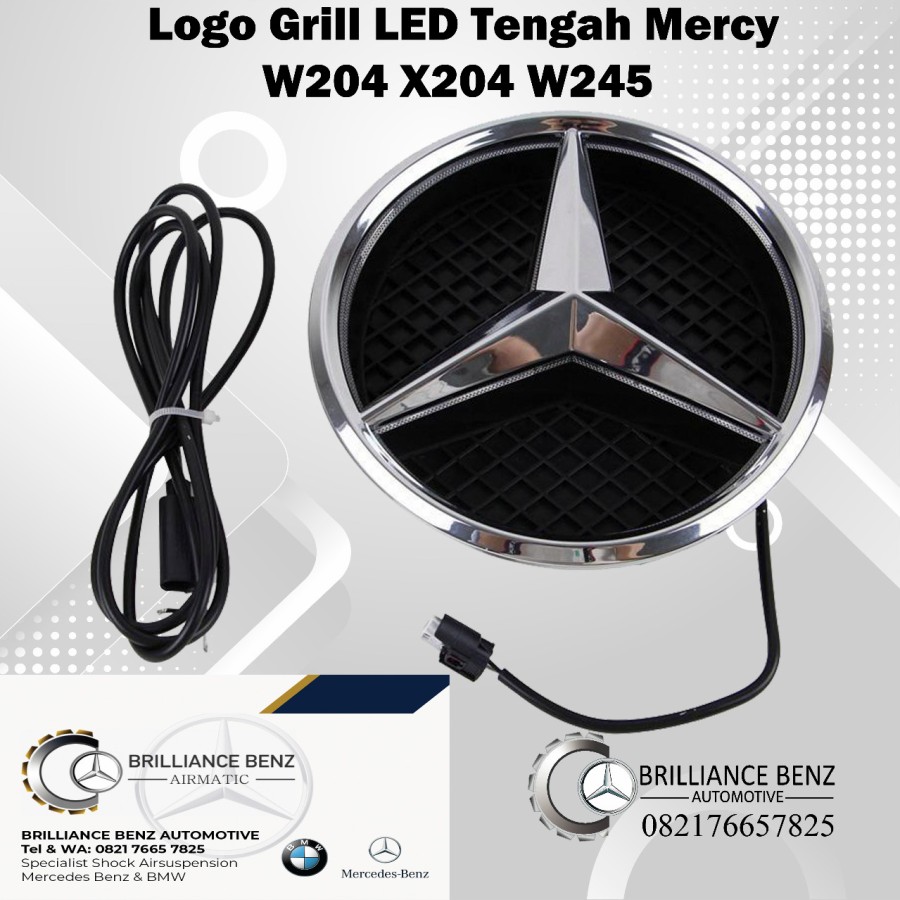 Logo Grill LED Tengah Mercy
W204 X204 W245
BRILLIANCE BENZ
AIRMATIC
BRILLIANCE BENZ AUTOMOTIVE
Tel & WA: 0821 7665 7825
Specialist Shock Airsuspension
Mercedes Benz & BMW
BMW
Mercedes-Benz
BRILLIANCE BENZ
AUTOMOTIVE
082176657825